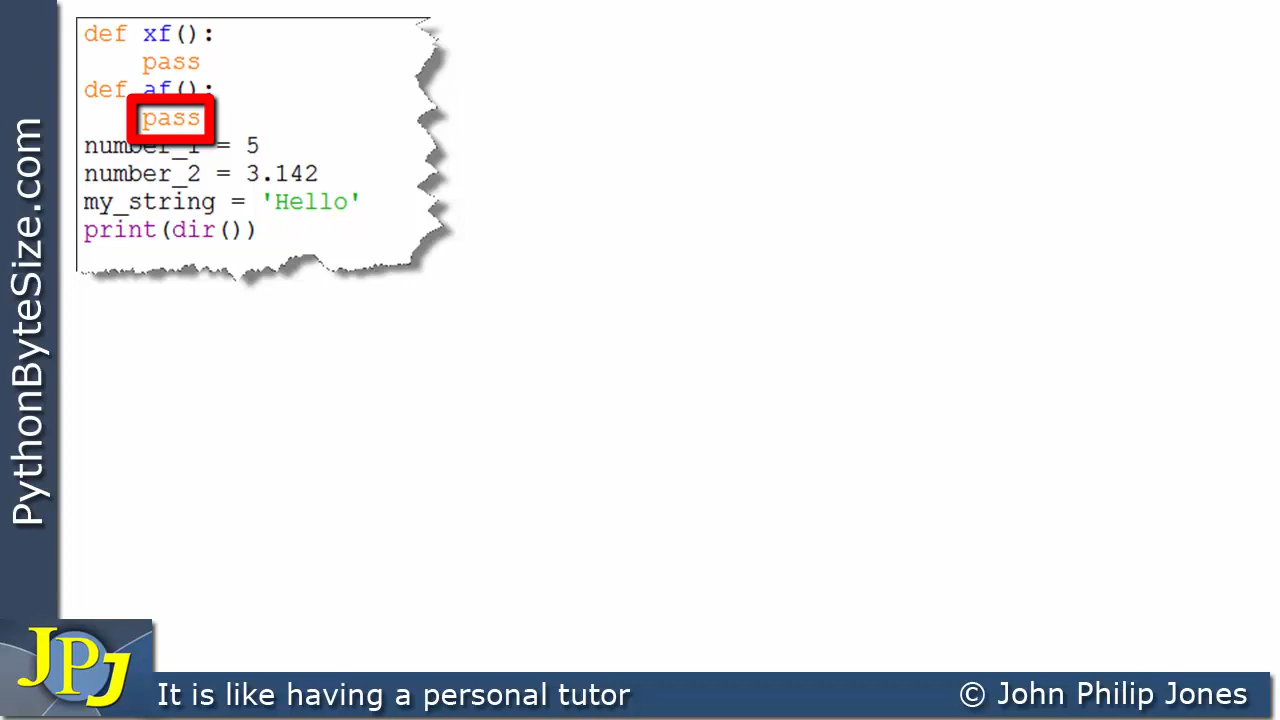 def xf():
    pass
def af():
    pass
number_1 = 5
number_2 = 3.142
my_string = 'Hello'
print(dir())
PythonByteSize.com
JPJ
It is like having a personal tutor
© John Philip Jones